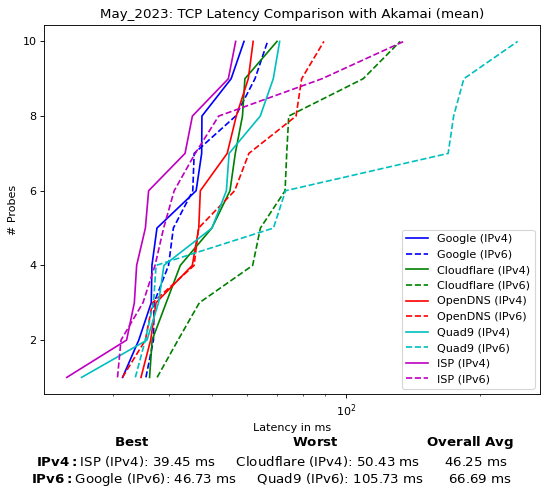 May_2023: TCP Latency Comparison with Akamai (mean)
10
8
6
4
2
# Probes
10²
Latency in ms
Google (IPv4)
Google (IPv6)
Cloudflare (IPv4)
Cloudflare (IPv6)
OpenDNS (IPv4)
OpenDNS (IPv6)
Quad9 (IPv4)
Quad9 (IPv6)
ISP (IPv4)
ISP (IPv6)
Best Worst Overall Avg
IPv4: ISP (IPv4): 39.45 ms Cloudflare (IPv4): 50.43 ms 46.25 ms
IPv6: Google (IPv6): 46.73 ms Quad9 (IPv6): 105.73 ms 66.69 ms